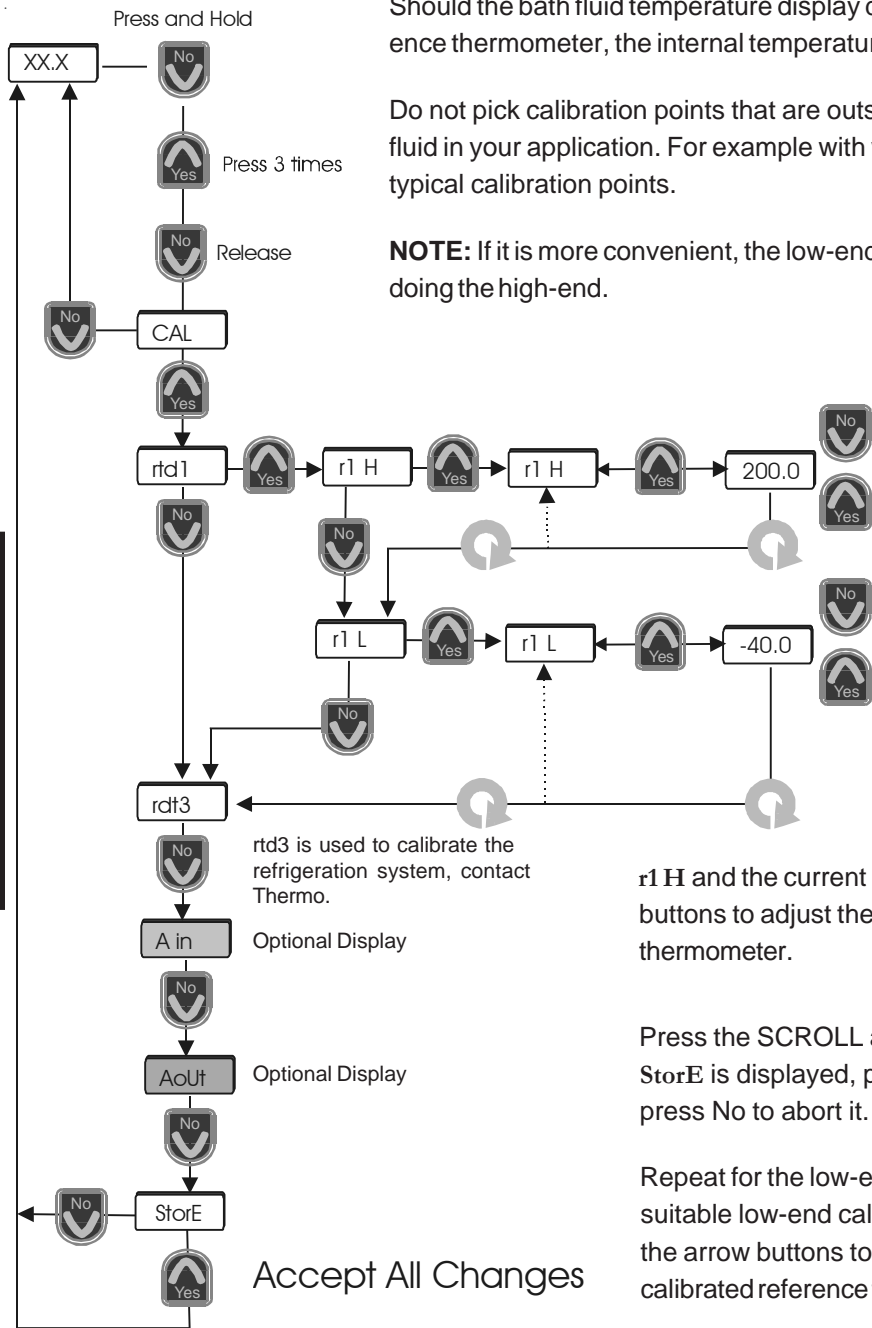 Press and Hold
XX.X
No
Should the bath fluid temperature display
ence thermometer, the internal temperatur
Do not pick calibration points that are outs
fluid in your application. For example with
typical calibration points.
Yes
Press 3 times
No
Release
NOTE: If it is more convenient, the low-end
doing the high-end.
No
CAL
Yes
rtd1
Yes
r1 H
Yes
r1 H
Yes
200.0
No
Yes
No
No
r1 L
Yes
r1 L
Yes
-40.0
No
Yes
No
rdt3
rtd3 is used to calibrate the
refrigeration system, contact
Thermo.
No
A in
Optional Display
No
AoUt
Optional Display
No
StorE
No
Yes
Accept All Changes
r1 H and the current
buttons to adjust the
thermometer.
Press the SCROLL a
StorE is displayed, p
press No to abort it.
Repeat for the low-e
suitable low-end cal
the arrow buttons to
calibrated reference